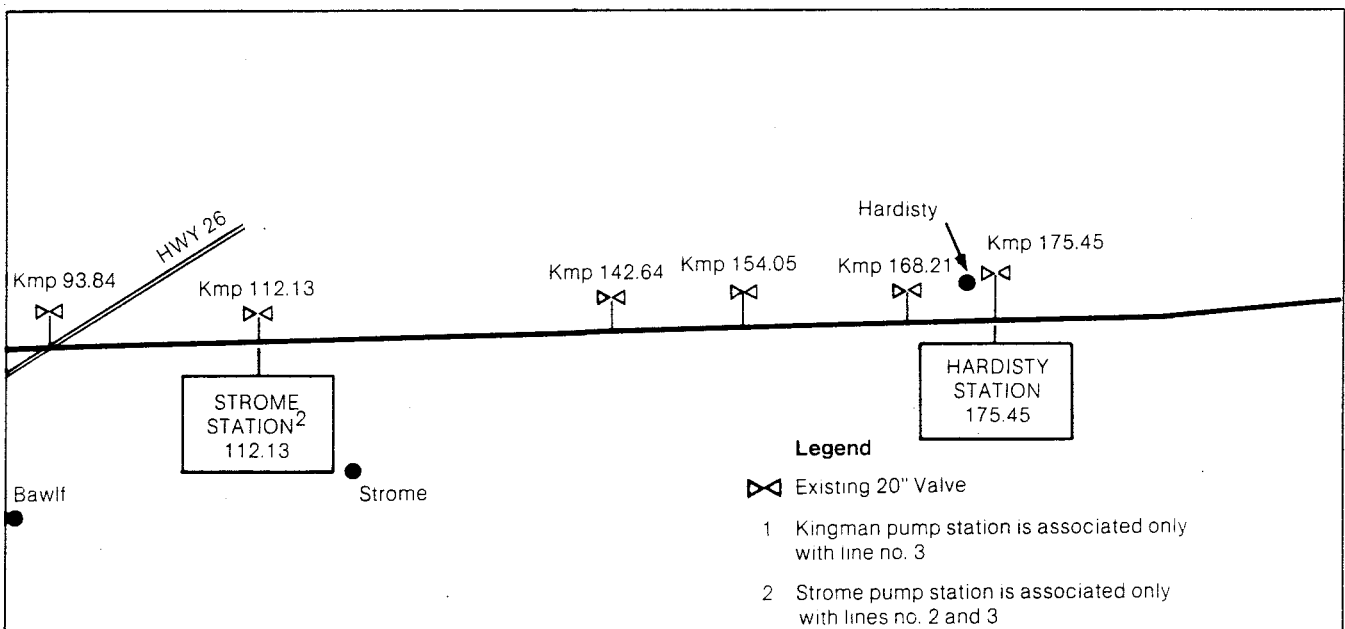 HWY 26
Hardisty
Kmp 175.45
Kmp 93.84
Kmp 112.13
Kmp 142.64
Kmp 154.05
Kmp 168.21
STROME
STATION2
112.13
HARDISTY
STATION
175.45
Bawlf
Strome
Legend
Existing 20" Valve
1 Kingman pump station is associated only
with line no. 3
2 Strome pump station is associated only
with lines no. 2 and 3